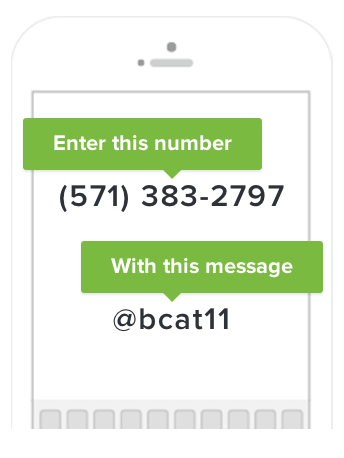 Enter this number
(571) 383-2797
With this message
@bcat11